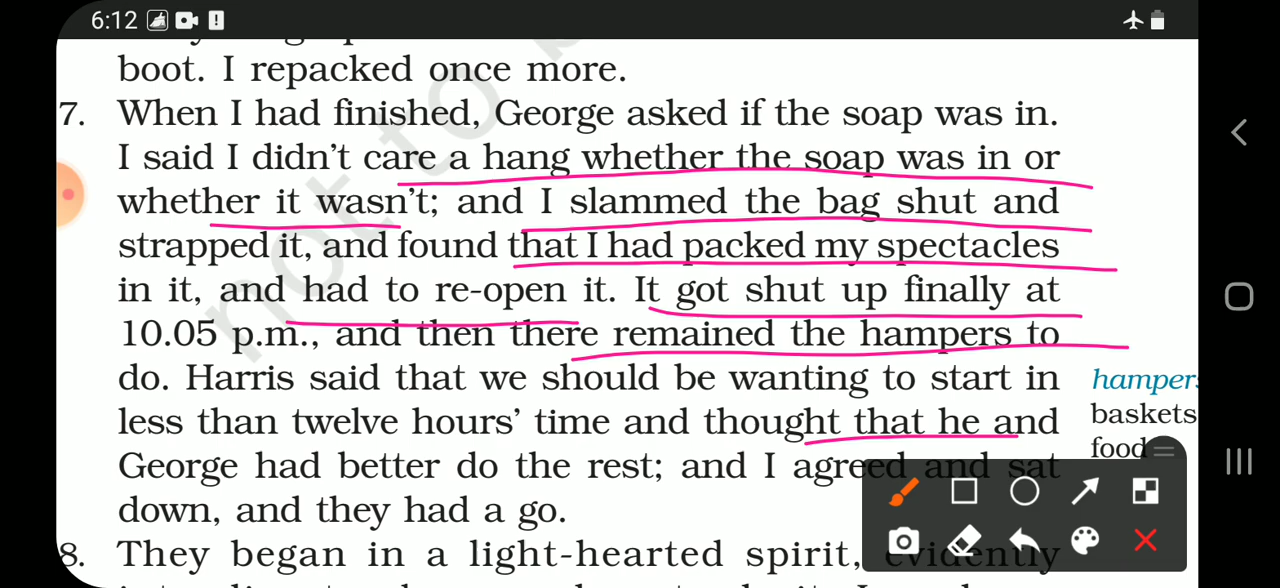 6:12
boot. I repacked once more.
7. When I had finished, George asked if the soap was in.
I said I didn't care a hang whether the soap was in or
whether it wasn't; and I slammed the bag shut and
strapped it, and found that I had packed my spectacles
in it, and had to re-open it. It got shut up finally at
10.05 p.m., and then there remained the hampers to
do. Harris said that we should be wanting to start in
less than twelve hours' time and thought that he and
George had better do the rest; and I agreed and sat
down, and they had a go.
8. They began in a light-hearted spirit, evidently
hampers
baskets
food
not to b